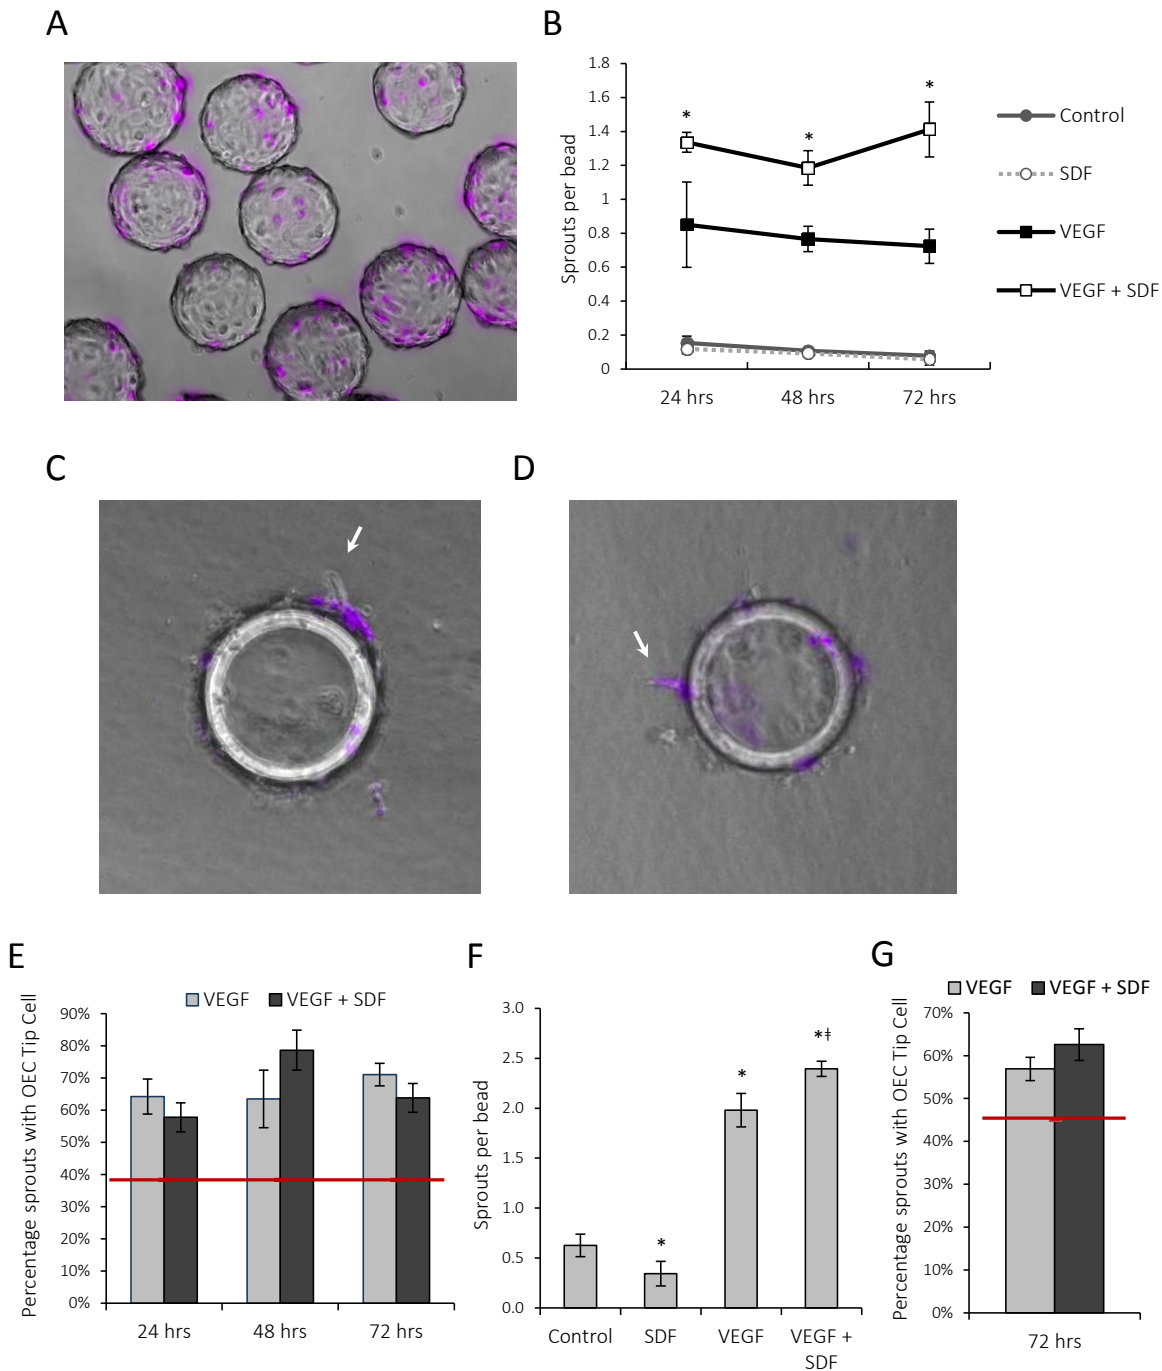 A
B
1.8
1.6
1.4
1.2
1
0.8
0.6
0.4
0.2
0
Sprouts per bead
*
*
*
24 hrs
48 hrs
72 hrs
Control
SDF
VEGF
VEGF + SDF
C
D
E
Percentage sprouts with OEC Tip Cell
VEGF
VEGF + SDF
90%
80%
70%
60%
50%
40%
30%
20%
10%
0%
24 hrs
48 hrs
72 hrs
F
Sprouts per bead
3.0
2.5
2.0
1.5
1.0
0.5
0.0
*
*
*ǂ
Control
SDF
VEGF
VEGF +
SDF
G
Percentage sprouts with OEC Tip Cell
VEGF
VEGF + SDF
70%
60%
50%
40%
30%
20%
10%
0%
72 hrs